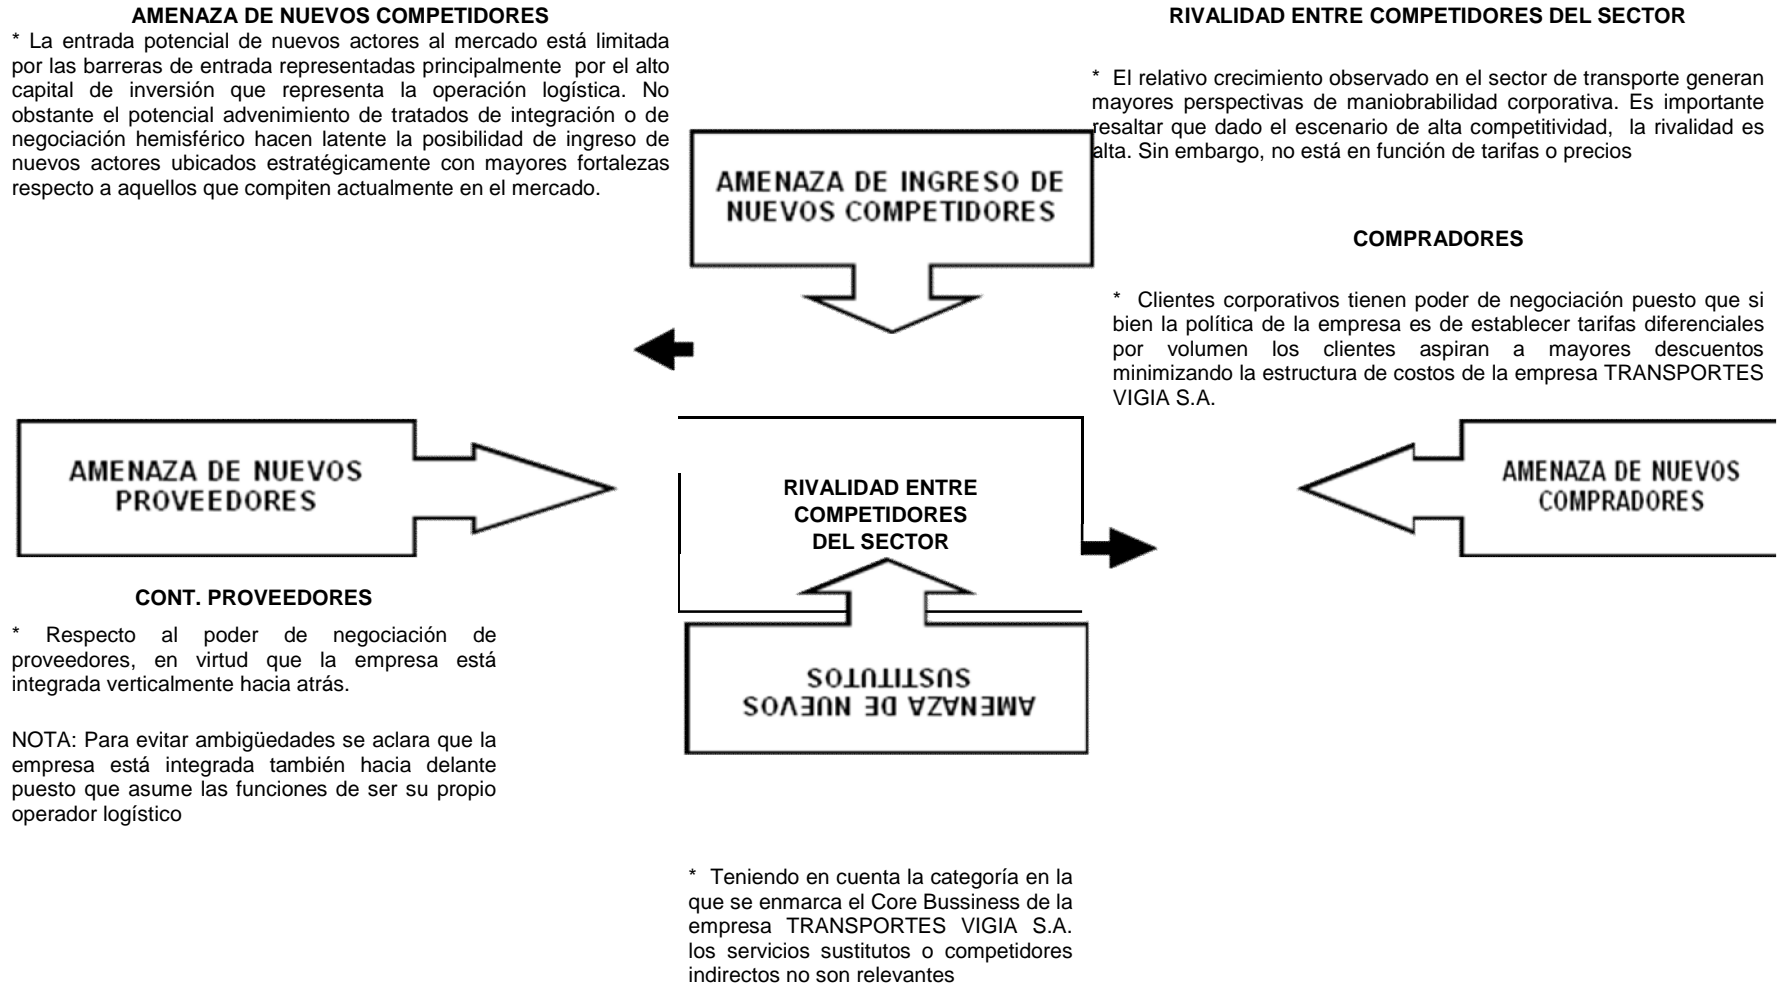 AMENAZA DE NUEVOS COMPETIDORES
* La entrada potencial de nuevos actores al mercado está limitada
por las barreras de entrada representadas principalmente por el alto
capital de inversión que representa la operación logística. No
obstante el potencial advenimiento de tratados de integración o de
negociación hemisférico hacen latente la posibilidad de ingreso de
nuevos actores ubicados estratégicamente con mayores fortalezas
respecto a aquellos que compiten actualmente en el mercado.
RIVALIDAD ENTRE COMPETIDORES DEL SECTOR
* El relativo crecimiento observado en el sector de transporte generan
mayores perspectivas de maniobrabilidad corporativa. Es importante
resaltar que dado el escenario de alta competitividad, la rivalidad es
alta. Sin embargo, no está en función de tarifas o precios
AMENAZA DE INGRESO DE
NUEVOS COMPETIDORES
COMPRADORES
* Clientes corporativos tienen poder de negociación puesto que si
bien la política de la empresa es de establecer tarifas diferenciales
por volumen los clientes aspiran a mayores descuentos
minimizando la estructura de costos de la empresa TRANSPORTES
VIGIA S.A.
AMENAZA DE NUEVOS
PROVEEDORES
RIVALIDAD ENTRE
COMPETIDORES
DEL SECTOR
AMENAZA DE NUEVOS
COMPRADORES
CONT. PROVEEDORES
* Respecto al poder de negociación de
proveedores, en virtud que la empresa está
integrada verticalmente hacia atrás.
NOTA: Para evitar ambigüedades se aclara que la
empresa está integrada también hacia delante
puesto que asume las funciones de ser su propio
operador logístico
AMENAZA DE NUEVOS
SUSTITUTOS
* Teniendo en cuenta la categoría en la
que se enmarca el Core Bussiness de la
empresa TRANSPORTES VIGIA S.A.
los servicios sustitutos o competidores
indirectos no son relevantes